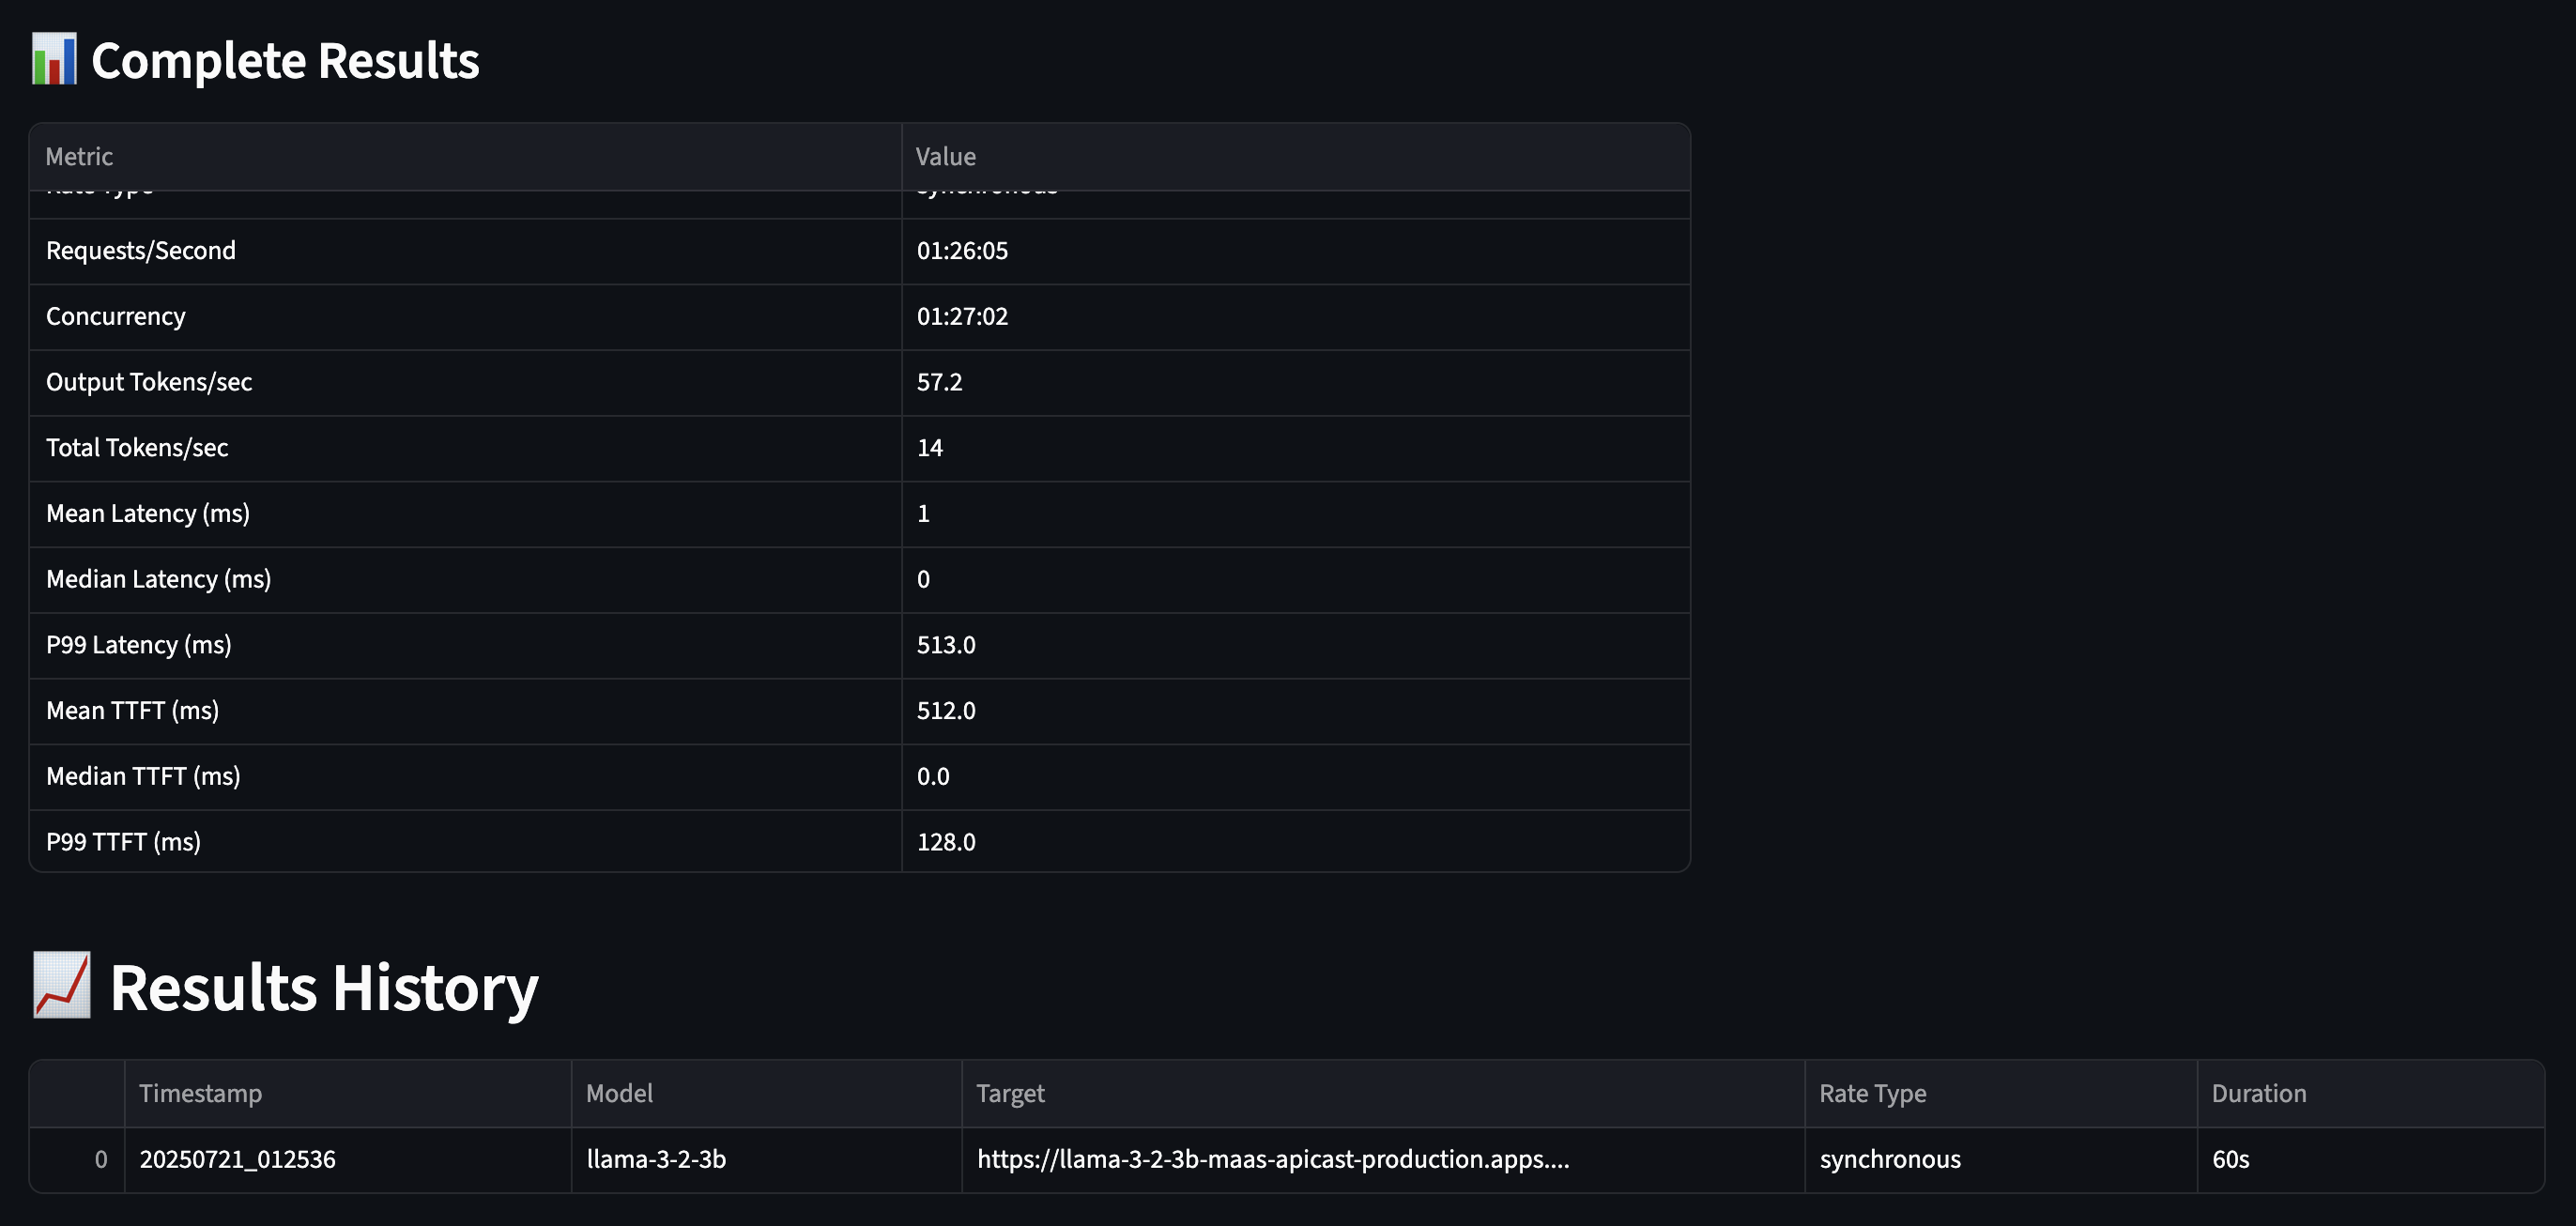 Complete Results
Metric Value
Rate Type synchronous
Requests/Second 01:26:05
Concurrency 01:27:02
Output Tokens/sec 57.2
Total Tokens/sec 14
Mean Latency (ms) 1
Median Latency (ms) 0
P99 Latency (ms) 513.0
Mean TTFT (ms) 512.0
Median TTFT (ms) 0.0
P99 TTFT (ms) 128.0
Results History
Timestamp Model Target Rate Type Duration
0 20250721_012536 llama-3-2-3b https://llama-3-2-3b-maas-apicast-production.apps.... synchronous 60s